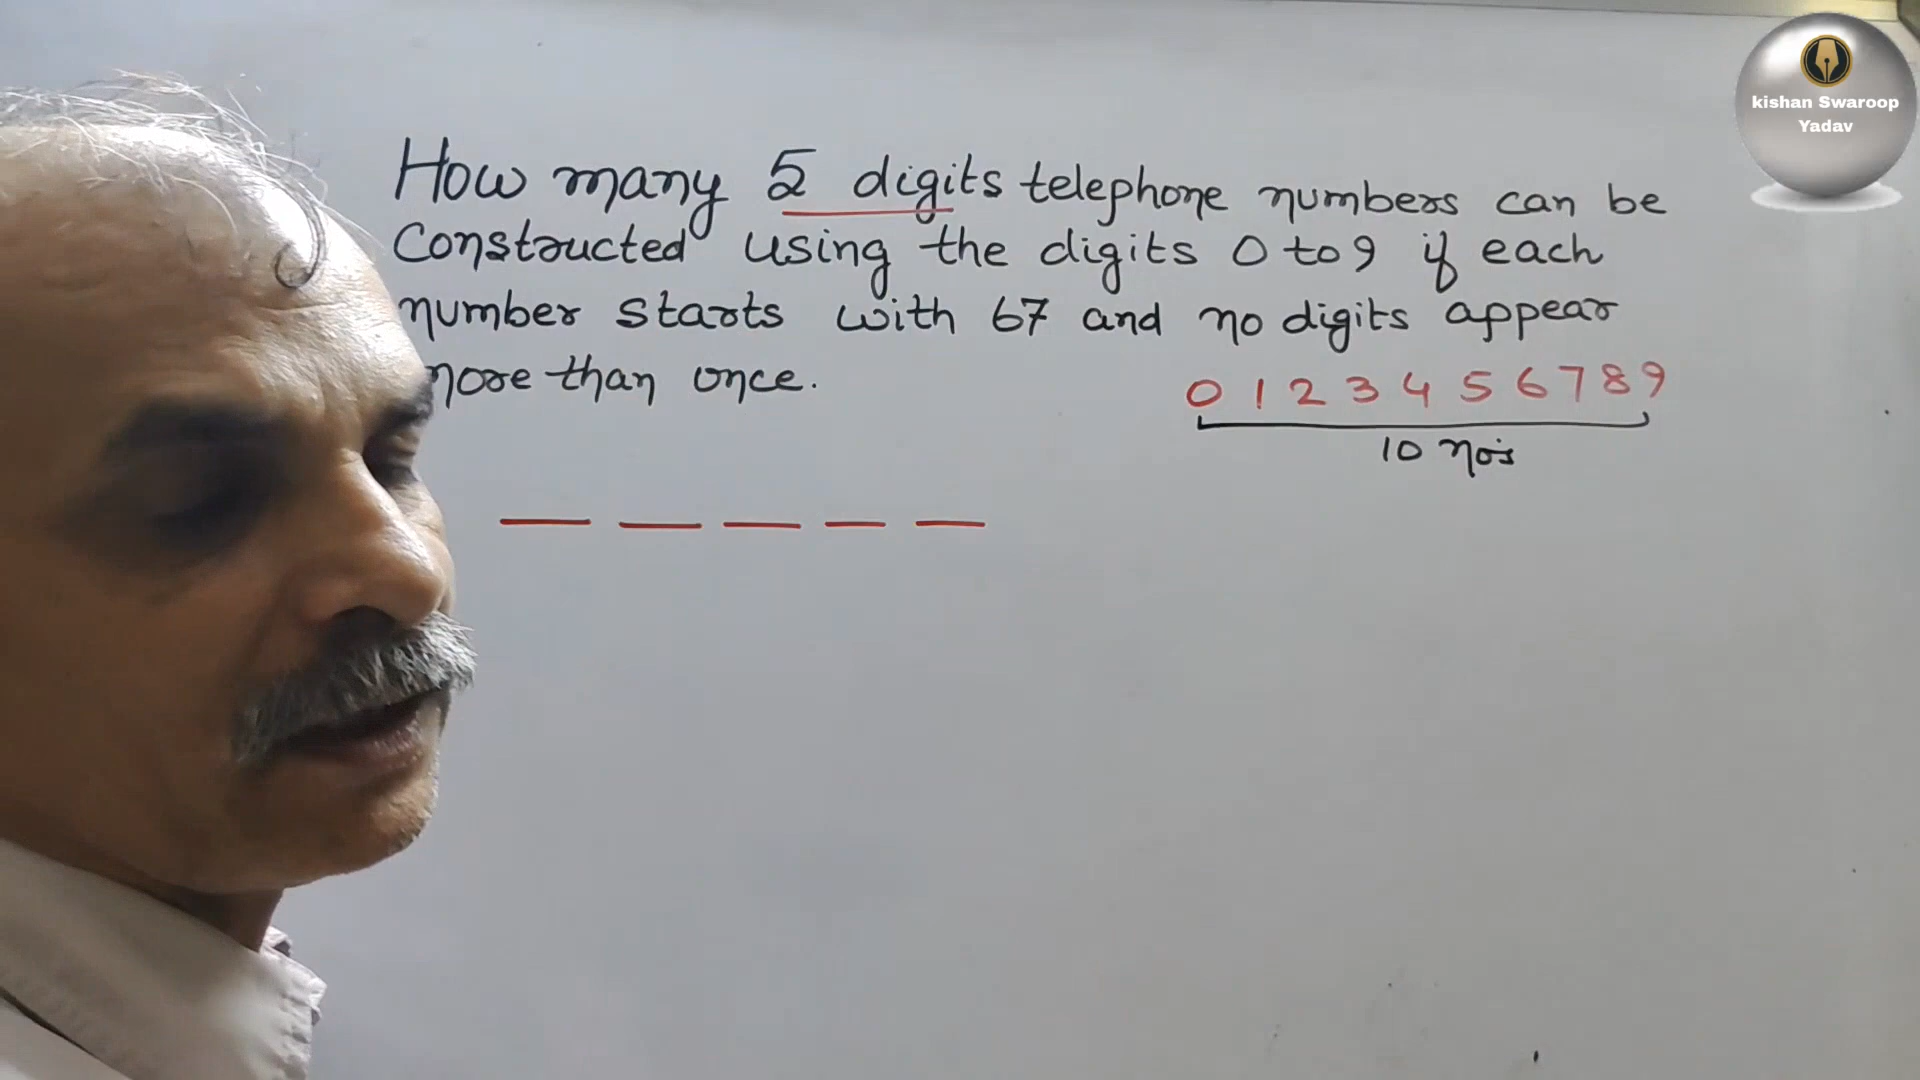 kishan Swaroop
Yadav
How many 5 digits telephone numbers can be
Constructed using the digits 0 to 9 if each
number starts with 67 and no digits appear
more than once.
0 1 2 3 4 5 6 7 8 9
10 no's